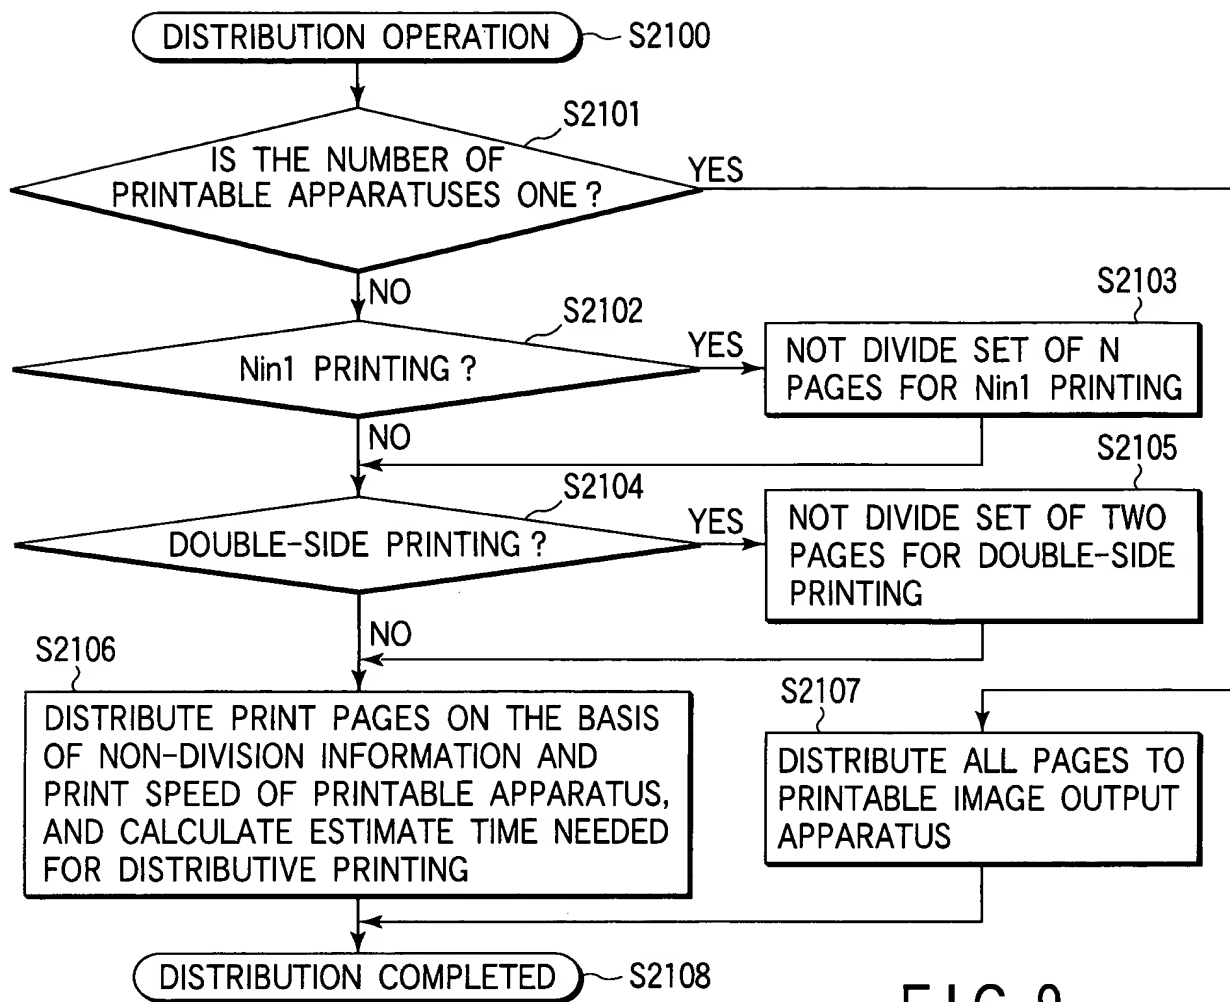 DISTRIBUTION OPERATION
S2100
S2101
IS THE NUMBER OF
PRINTABLE APPARATUSES ONE?
YES
NO
S2102
Nin1 PRINTING?
YES
S2103
NOT DIVIDE SET OF N
PAGES FOR Nin1 PRINTING
NO
S2104
DOUBLE-SIDE PRINTING?
YES
S2105
NOT DIVIDE SET OF TWO
PAGES FOR DOUBLE-SIDE
PRINTING
NO
S2106
DISTRIBUTE PRINT PAGES ON THE BASIS
OF NON-DIVISION INFORMATION AND
PRINT SPEED OF PRINTABLE APPARATUS,
AND CALCULATE ESTIMATE TIME NEEDED
FOR DISTRIBUTIVE PRINTING
S2107
DISTRIBUTE ALL PAGES TO
PRINTABLE IMAGE OUTPUT
APPARATUS
DISTRIBUTION COMPLETED
S2108